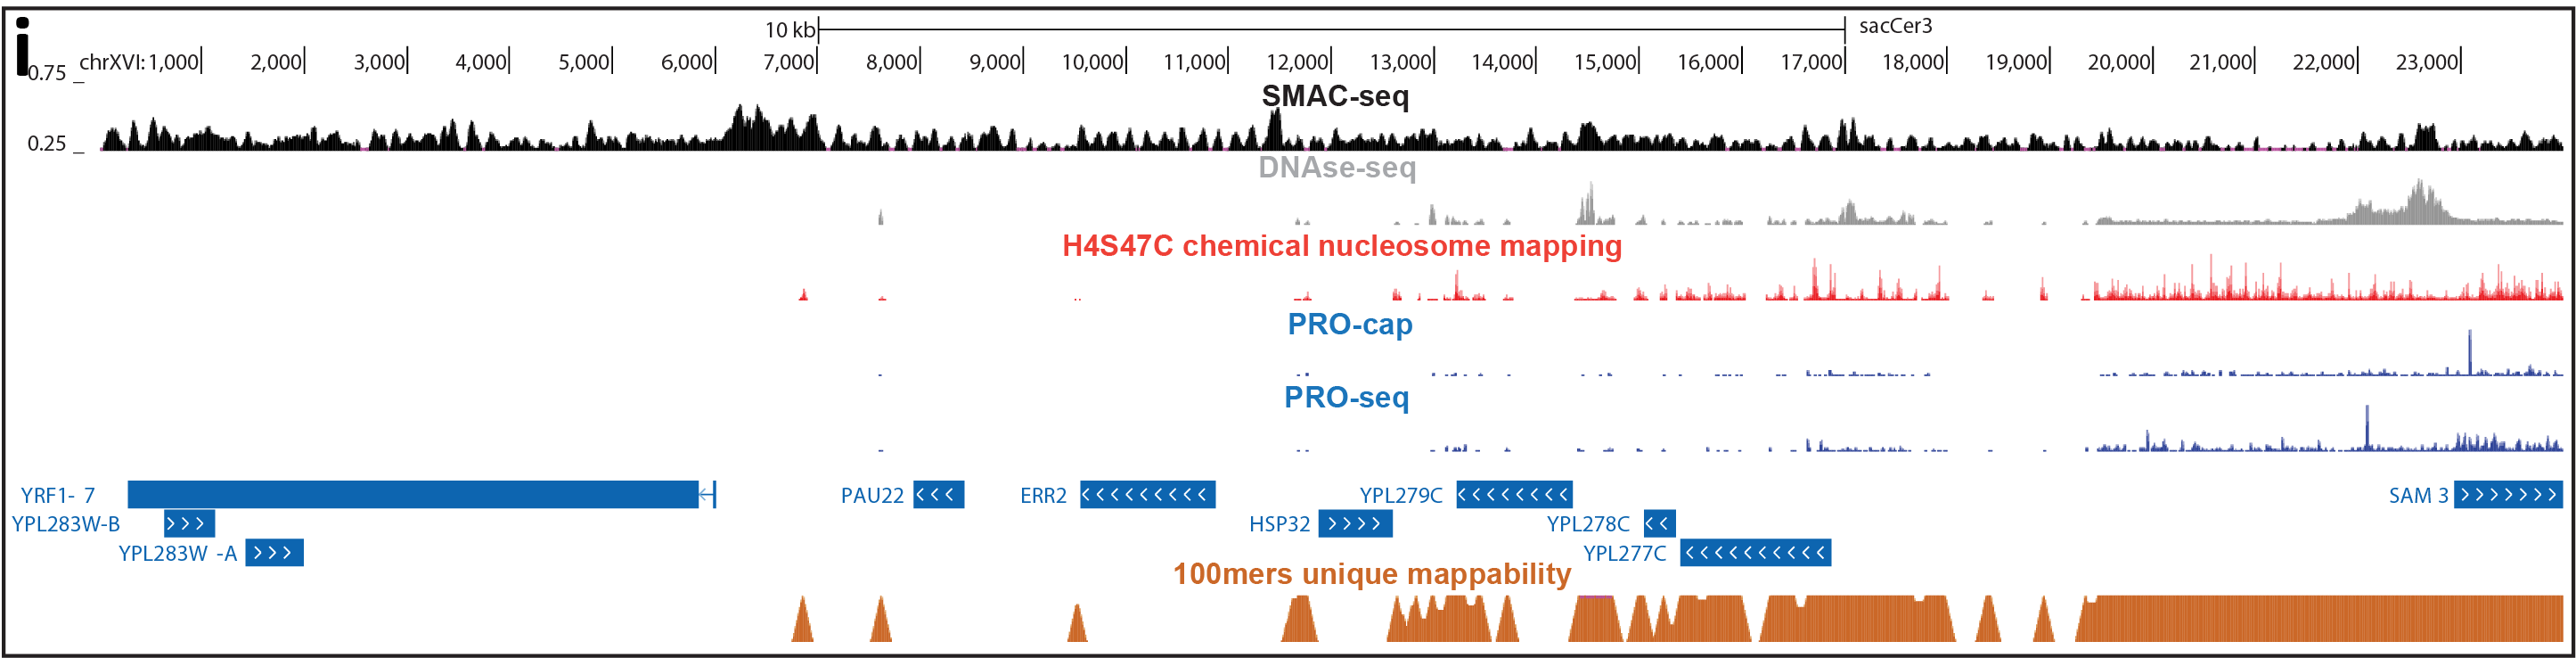 i
10 kb sacCer3
chrXVI: 1,000 2,000 3,000 4,000 5,000 6,000 7,000 8,000 9,000 10,000 11,000 12,000 13,000 14,000 15,000 16,000 17,000 18,000 19,000 20,000 21,000 22,000 23,000
0.75
SMAC-seq
0.25
DNAse-seq
H4S47C chemical nucleosome mapping
PRO-cap
PRO-seq
YRF1- 7 PAU22 ERR2 YPL279C SAM 3
YPL283W-B HSP32 YPL278C
YPL283W -A YPL277C
100mers unique mappability